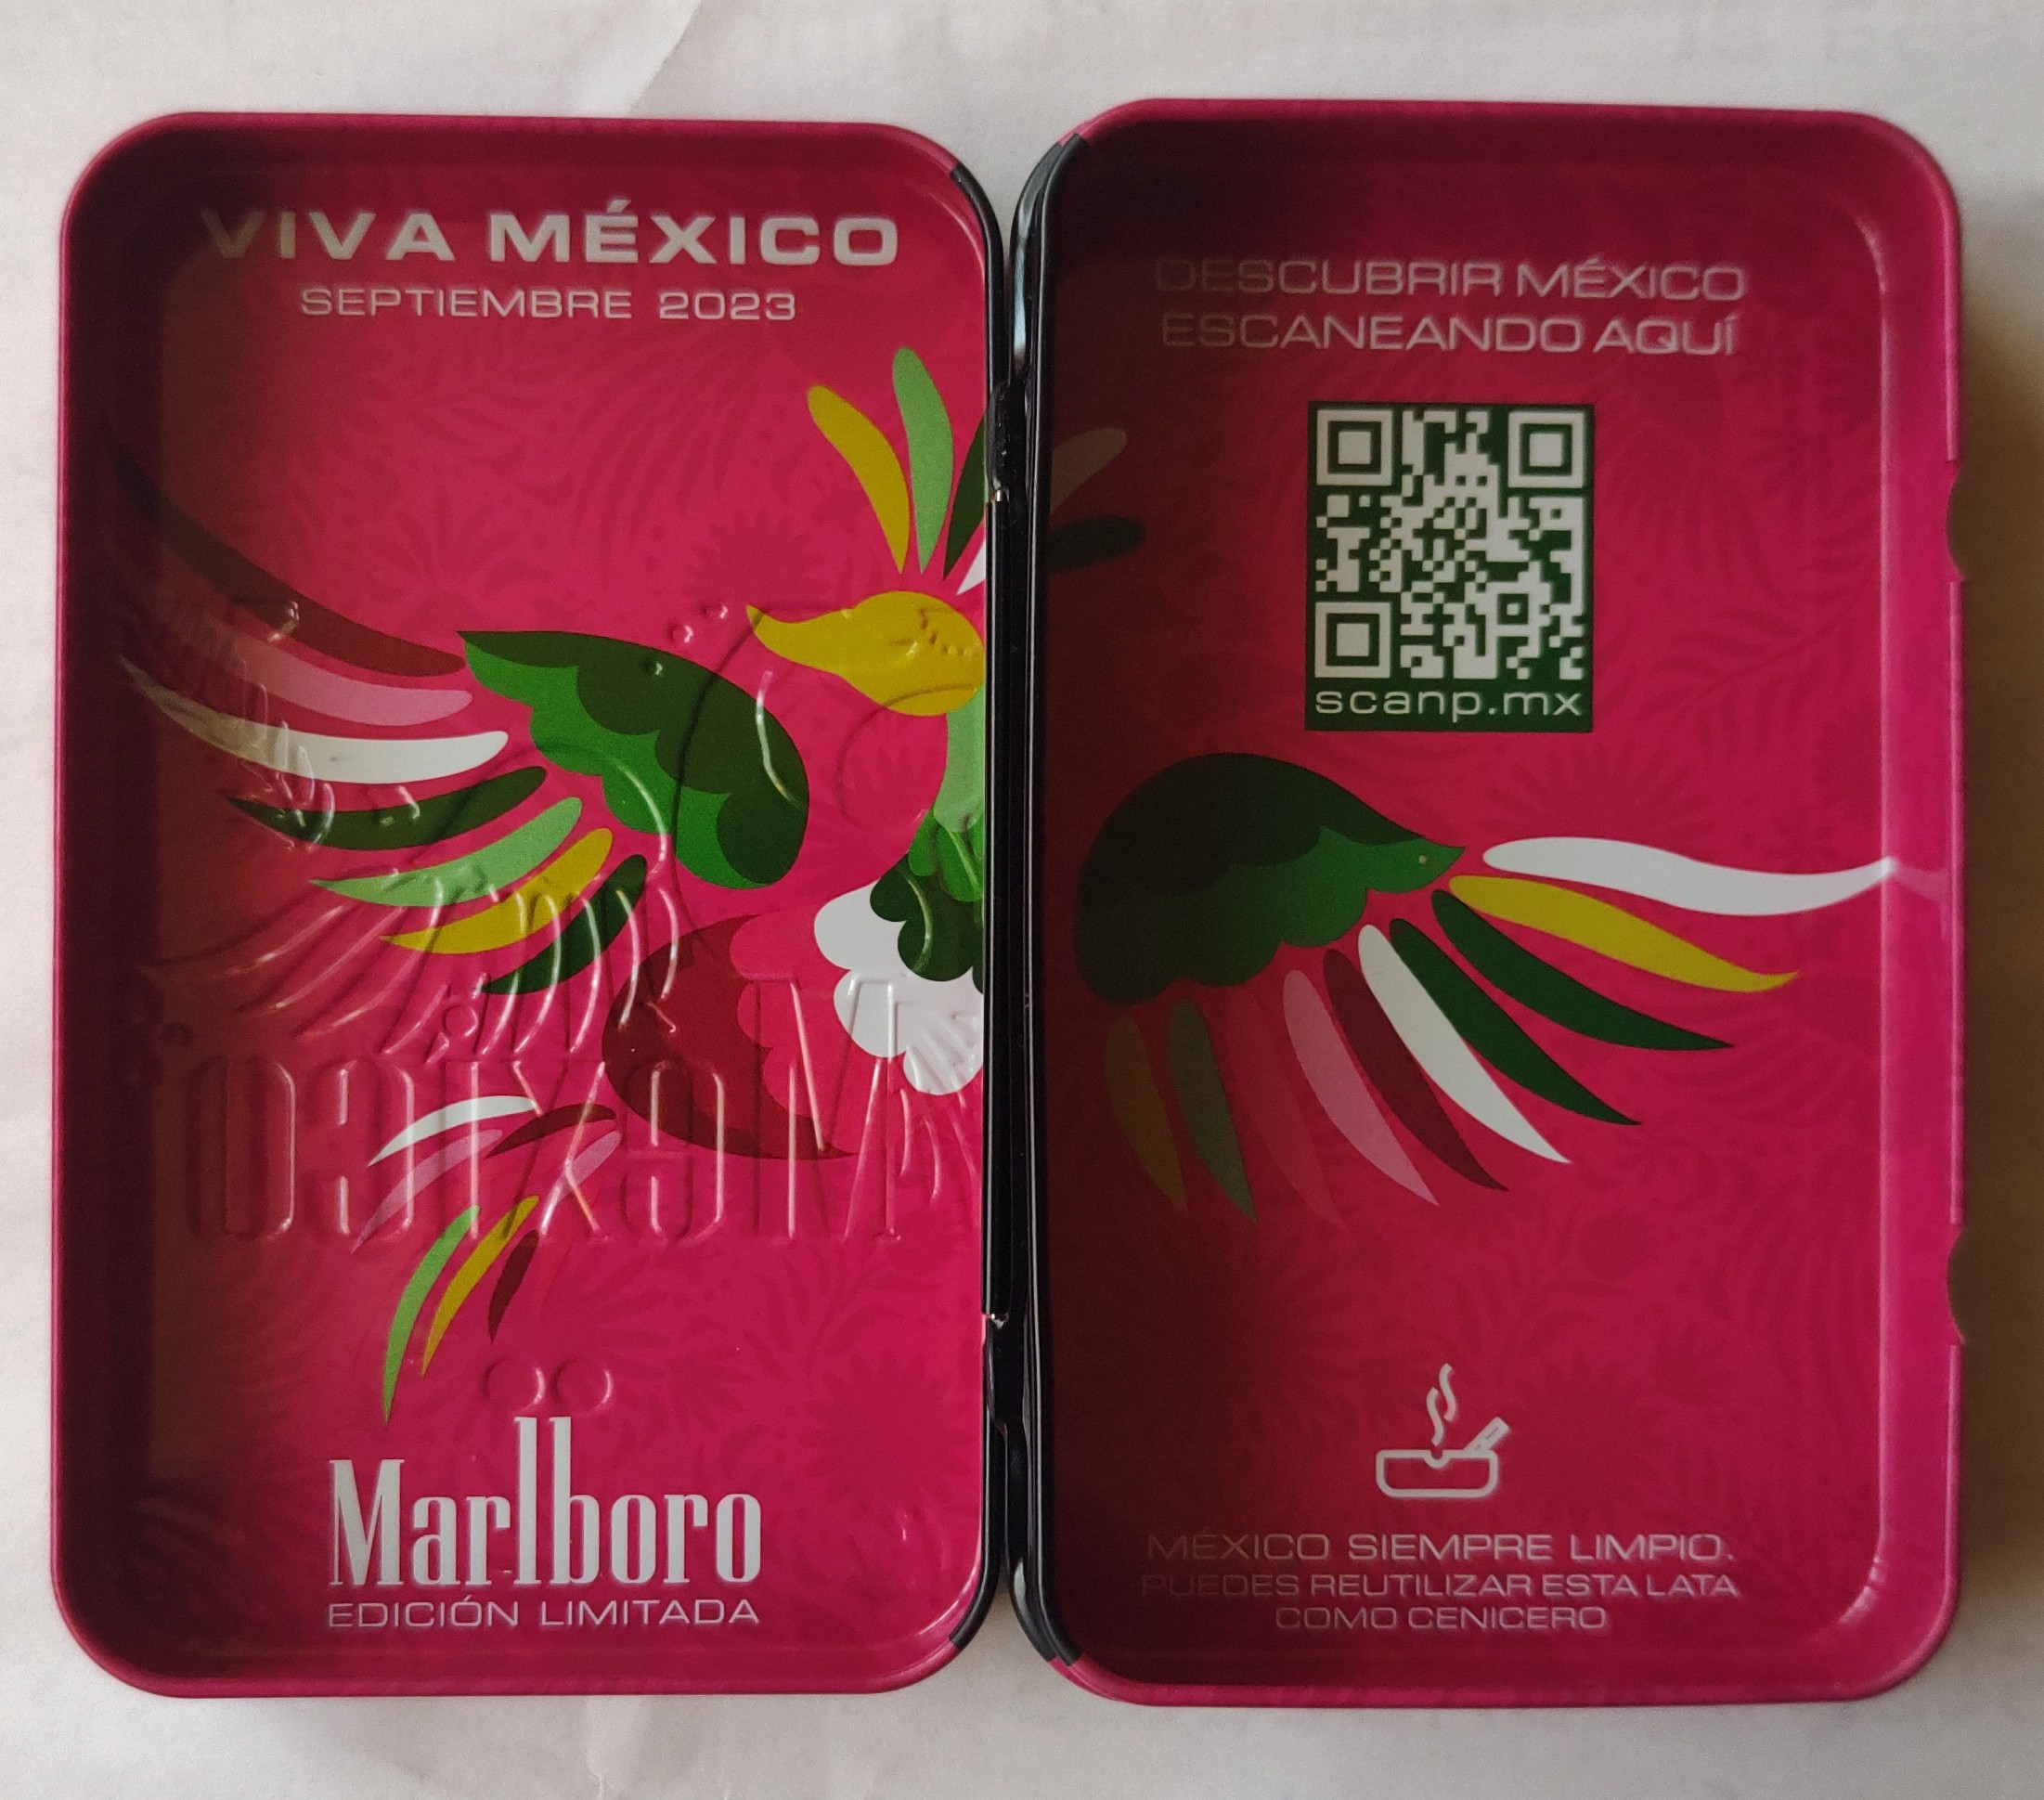 VIVA MÉXICO
SEPTIEMBRE 2023
MéXICO
Marlboro
EDICIÓN LIMITADA
DESCUBRIR MÉXICO
ESCANEANDO AQUÍ
scanp.mx
MÉXICO SIEMPRE LIMPIO.
PUEDES REUTILIZAR ESTA LATA
COMO CENICERO